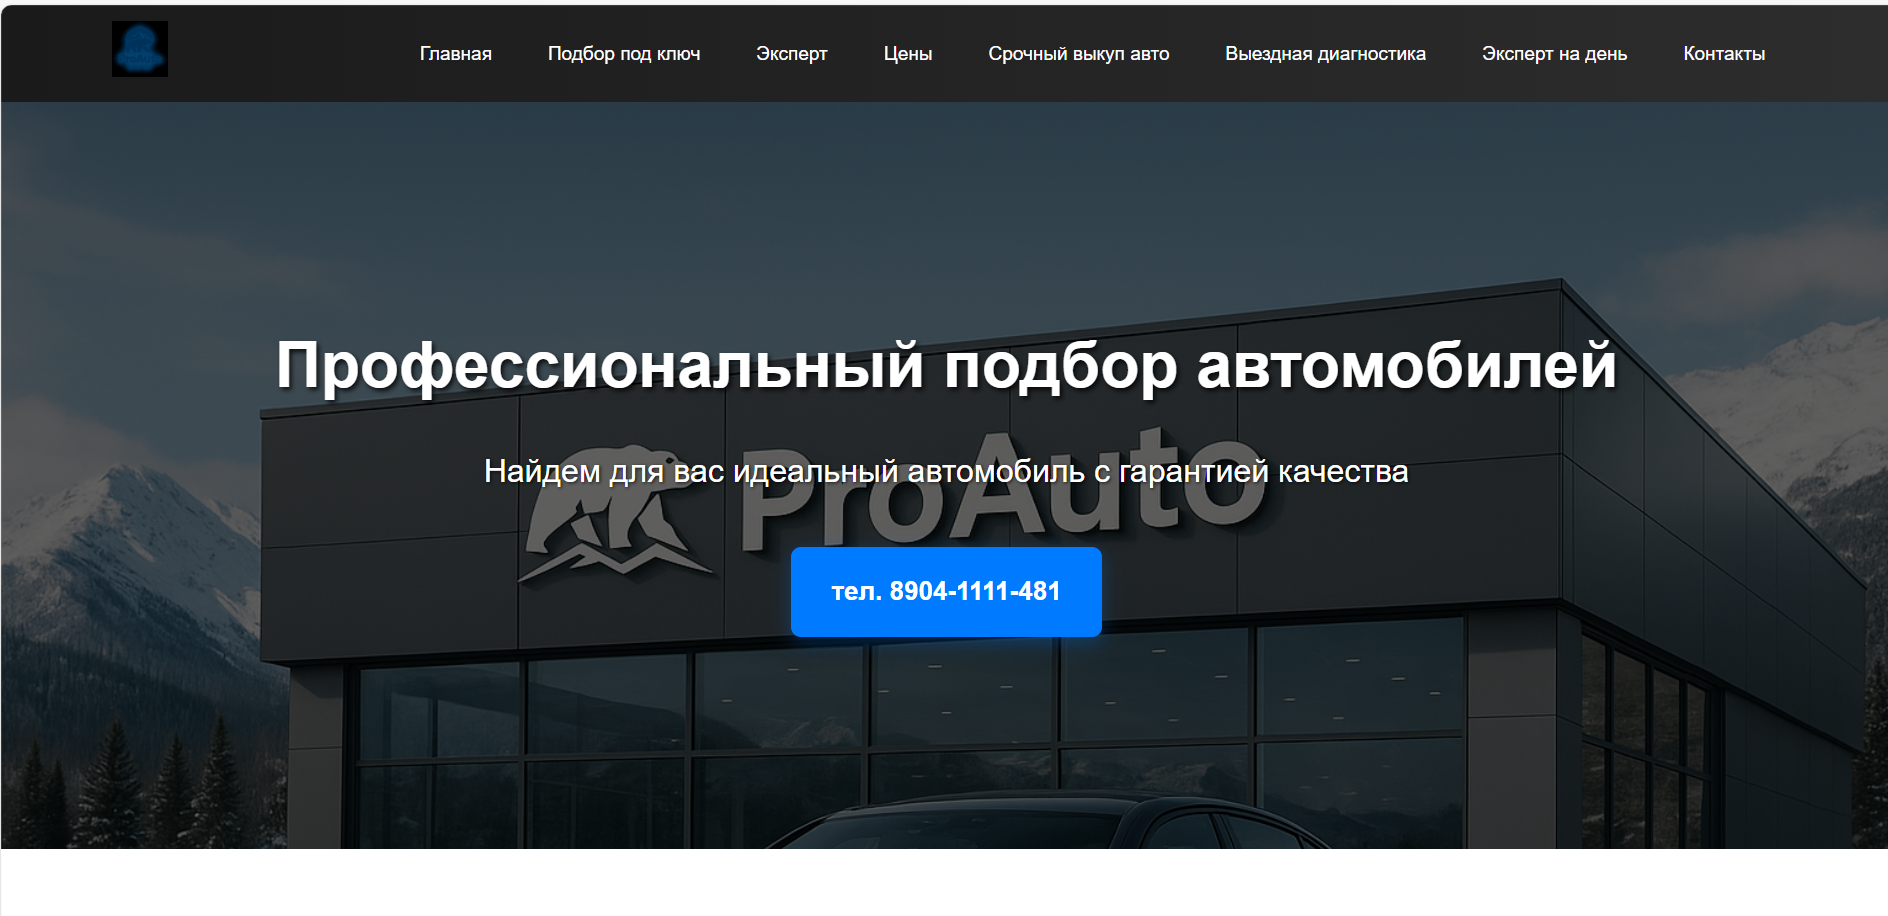 Главная
Подбор под ключ
Эксперт
Цены
Срочный выкуп авто
Выездная диагностика
Эксперт на день
Контакты
Профессиональный подбор автомобилей
Найдем для вас идеальный автомобиль с гарантией качества
ProAuto
тел. 8904-1111-481